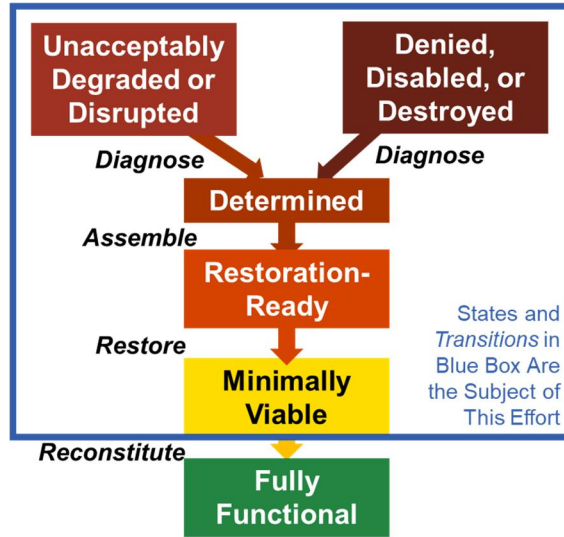 Unacceptably
Degraded or
Disrupted
Denied,
Disabled, or
Destroyed
Diagnose
Diagnose
Determined
Assemble
Restoration-
Ready
Restore
States and
Transitions in
Blue Box Are
the Subject of
This Effort
Minimally
Viable
Reconstitute
Fully
Functional